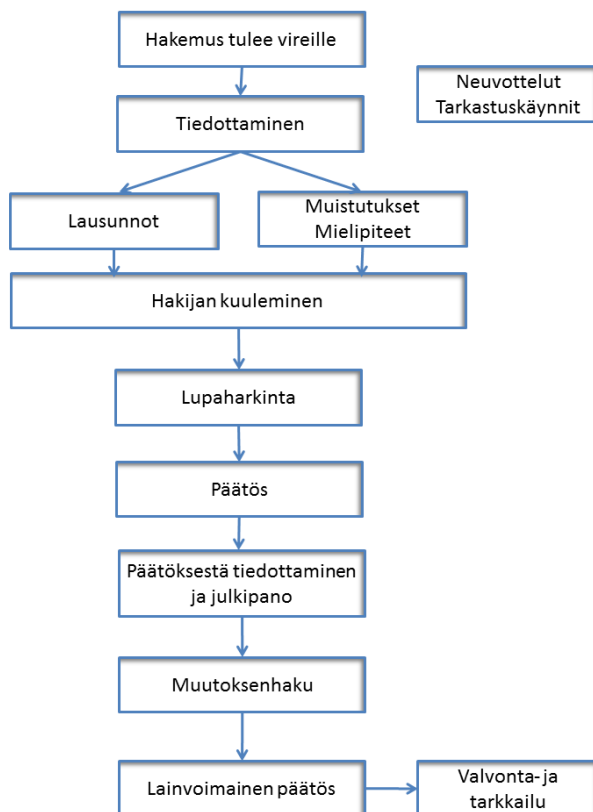 Hakemus tulee vireille
Neuvottelut
Tarkastuskäynnit
Tiedottaminen
Lausunnot
Muistutukset
Mielipiteet
Hakijan kuuleminen
Lupaharkinta
Päätös
Päätöksestä tiedottaminen
ja julkipano
Muutoksenhaku
Lainvoimainen päätös
Valvonta- ja
tarkkailu